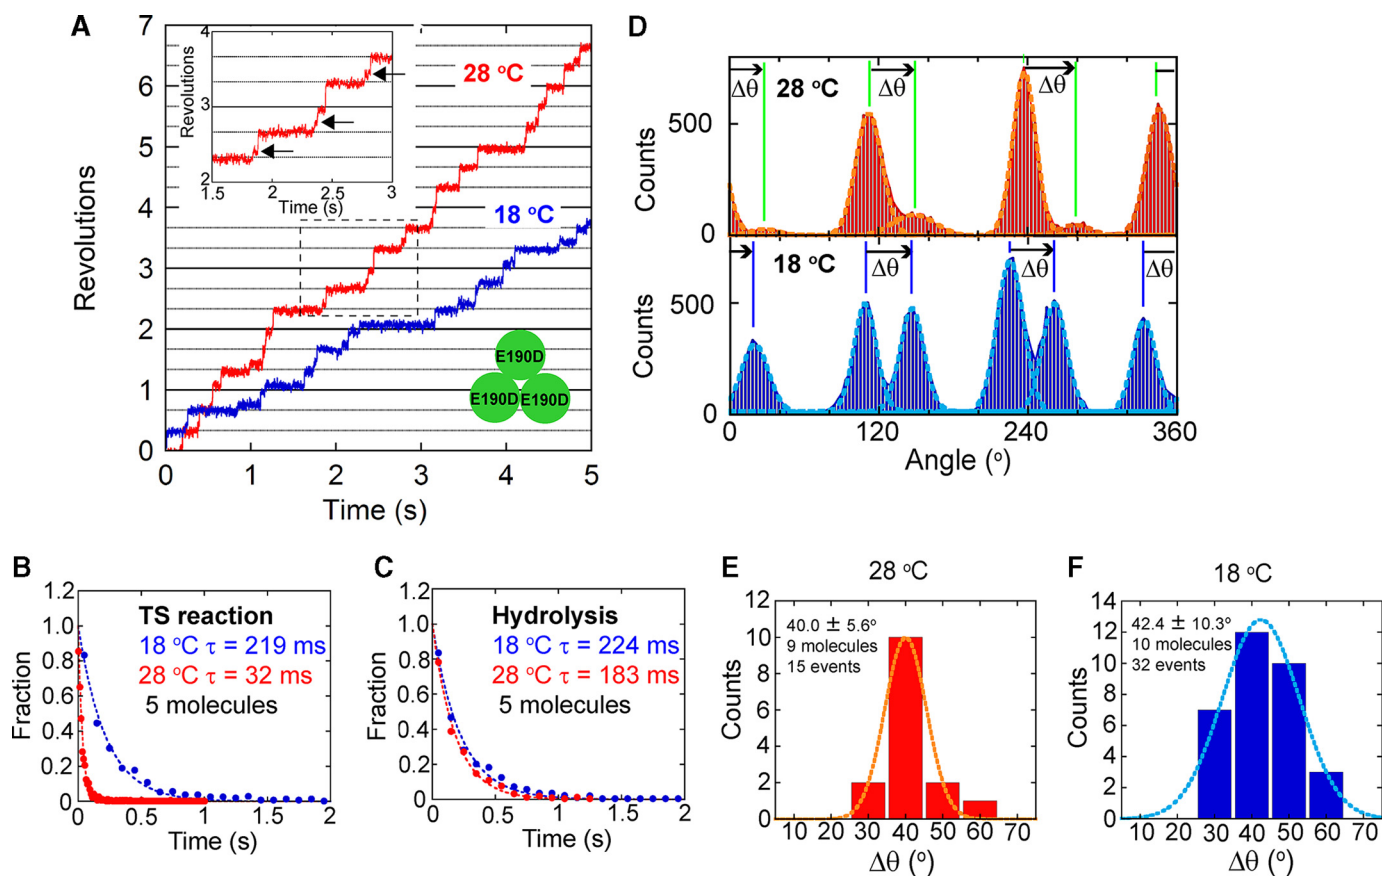 A
Revolutions
7
6
5
4
3
2
1
0
0 1 2 3 4 5
Time (s)
28 °C
18 °C
E190D
E190D E190D
Revolutions
4
3
2
1.5 2 2.5 3
Time (s)
D
Counts
500
0
Δθ 28 °C Δθ Δθ
Counts
500
0
18 °C Δθ Δθ Δθ
0 120 240 360
Angle (°)
B
Fraction
1.2
1.0
0.8
0.6
0.4
0.2
0
TS reaction
18 °C τ = 219 ms
28 °C τ = 32 ms
5 molecules
0 0.5 1 1.5 2
Time (s)
C
Fraction
1.2
1.0
0.8
0.6
0.4
0.2
0
Hydrolysis
18 °C τ = 224 ms
28 °C τ = 183 ms
5 molecules
0 0.5 1 1.5 2
Time (s)
E
28 °C
Counts
12
10
8
6
4
2
0
40.0 ± 5.6°
9 molecules
15 events
10 20 30 40 50 60 70
Δθ (°)
F
18 °C
Counts
14
12
10
8
6
4
2
0
42.4 ± 10.3°
10 molecules
32 events
10 20 30 40 50 60 70
Δθ (°)